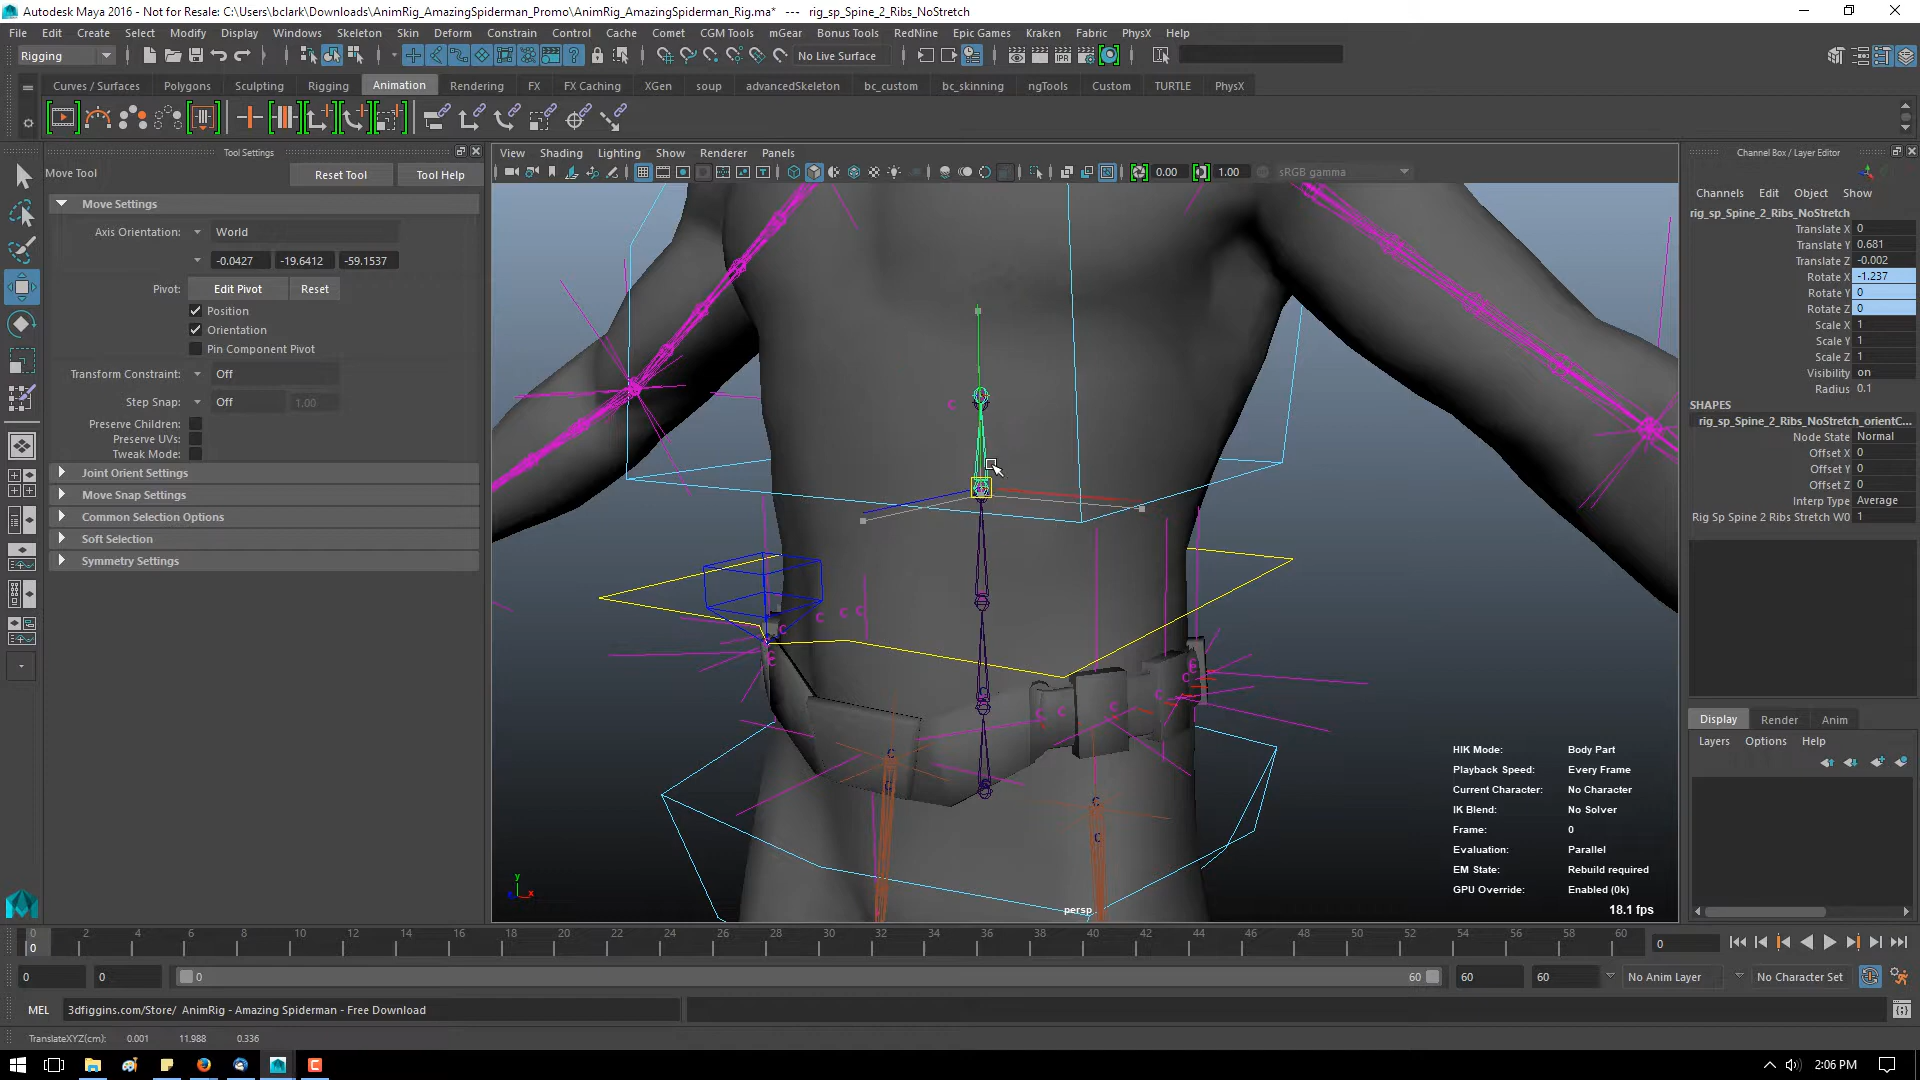 Autodesk Maya 2016 - Not for Resale: C:\Users\bclark\Downloads\AnimRig_AmazingSpiderman_Promo\AnimRig_AmazingSpiderman_Rig.ma* --- rig_sp_Spine_2_Ribs_NoStretch
File Edit Create Select Modify Display Windows Skeleton Skin Deform Constrain Control Cache Comet CGM Tools mGear Bonus Tools RedNine Epic Games Kraken Fabric PhysX Help
Rigging No Live Surface
Curves / Surfaces Polygons Sculpting Rigging Animation Rendering FX FX Caching XGen soup advancedSkeleton bc_custom bc_skinning ngTools Custom TURTLE PhysX
Tool Settings
Move Tool Reset Tool Tool Help
Move Settings
Axis Orientation: World
-0.0427 -19.6412 -59.1537
Pivot: Edit Pivot Reset
Position
Orientation
Pin Component Pivot
Transform Constraint: Off
Step Snap: Off 1.00
Preserve Children:
Preserve UVs:
Tweak Mode:
Joint Orient Settings
Move Snap Settings
Common Selection Options
Soft Selection
Symmetry Settings
View Shading Lighting Show Renderer Panels
0.00 1.00 sRGB gamma
HIK Mode: Body Part
Playback Speed: Every Frame
Current Character: No Character
IK Blend: No Solver
Frame: 0
Evaluation: Parallel
EM State: Rebuild required
GPU Override: Enabled (0k)
18.1 fps
persp
Channel Box / Layer Editor
Channels Edit Object Show
rig_sp_Spine_2_Ribs_NoStretch
Translate X 0
Translate Y 0.681
Translate Z -0.002
Rotate X -1.237
Rotate Y 0
Rotate Z 0
Scale X 1
Scale Y 1
Scale Z 1
Visibility on
Radius 0.1
SHAPES
rig_sp_Spine_2_Ribs_NoStretch_orientC...
Node State Normal
Offset X 0
Offset Y 0
Offset Z 0
Interp Type Average
Rig Sp Spine 2 Ribs Stretch W0 1
Display Render Anim
Layers Options Help
0 2 4 6 8 10 12 14 16 18 20 22 24 26 28 30 32 34 36 38 40 42 44 46 48 50 52 54 56 58 60
0 0
0 0 0 60 60 60 No Anim Layer No Character Set
MEL 3dfiggins.com/Store/ AnimRig - Amazing Spiderman - Free Download
TranslateXYZ(cm): 0.001 11.988 0.336
2:06 PM